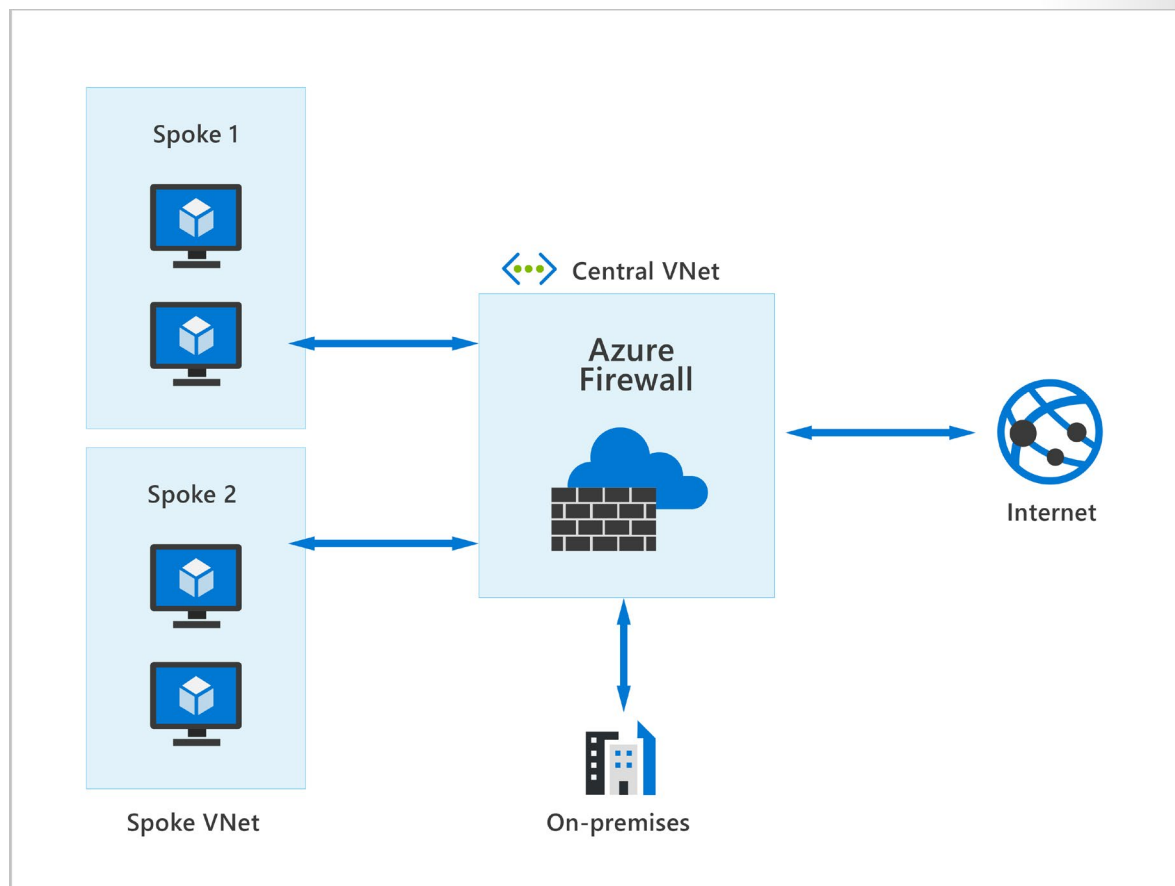 Spoke 1
Central VNet
Azure
Firewall
Spoke 2
Internet
Spoke VNet
On-premises